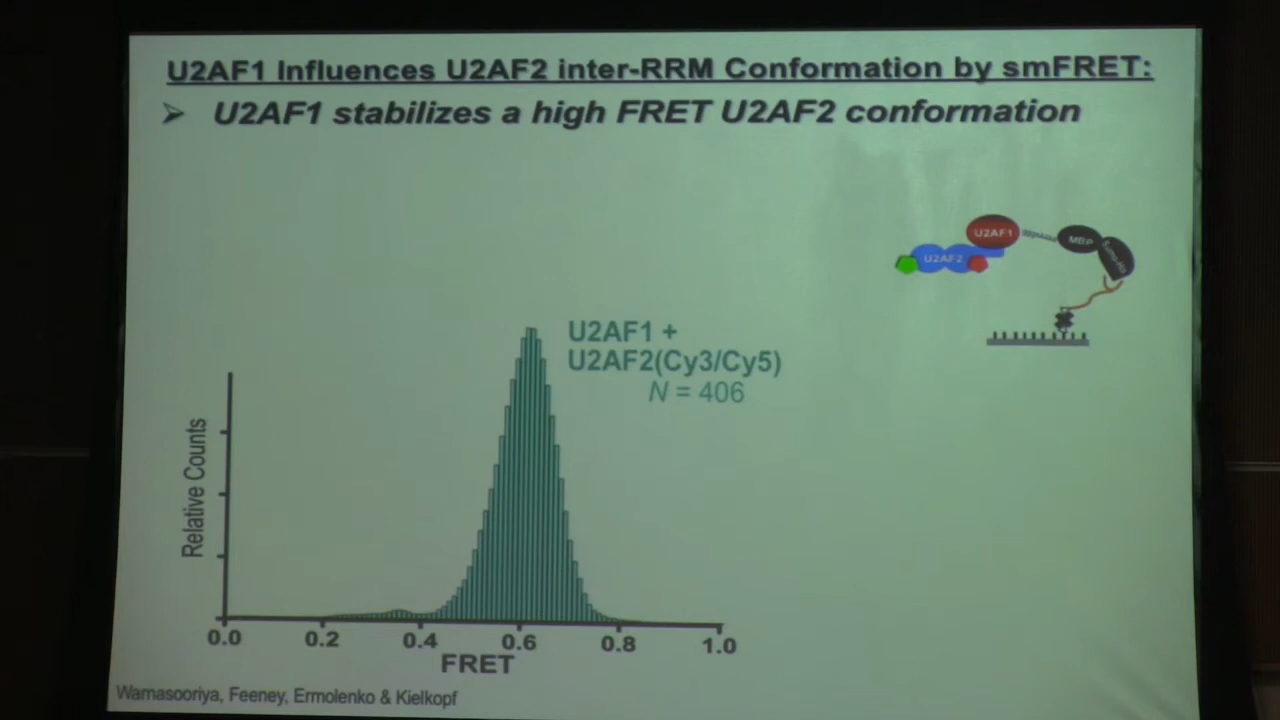 U2AF1 Influences U2AF2 inter-RRM Conformation by smFRET:
➢ U2AF1 stabilizes a high FRET U2AF2 conformation
U2AF1
MBP
U2AF2
U2AF1 +
U2AF2(Cy3/Cy5)
N = 406
Relative Counts
0.0 0.2 0.4 0.6 0.8 1.0
FRET
Warnasooriya, Feeney, Ermolenko & Kielkopf